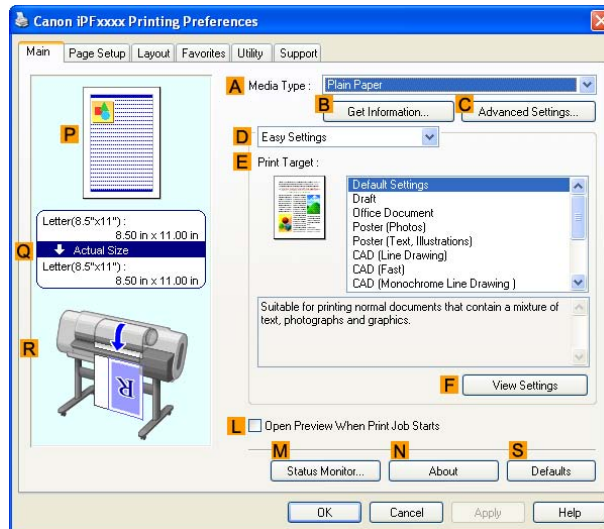 Canon iPFxxxx Printing Preferences
Main Page Setup Layout Favorites Utility Support
A Media Type : Plain Paper
B Get Information... C Advanced Settings...
D Easy Settings
E Print Target :
Default Settings
Draft
Office Document
Poster (Photos)
Poster (Text, Illustrations)
CAD (Line Drawing)
CAD (Fast)
CAD (Monochrome Line Drawing )
Suitable for printing normal documents that contain a mixture of
text, photographs and graphics.
F View Settings
P
Q
Letter(8.5"x11") :
8.50 in x 11.00 in
Actual Size
Letter(8.5"x11") :
8.50 in x 11.00 in
R
R
L Open Preview When Print Job Starts
M Status Monitor... N About S Defaults
OK Cancel Apply Help